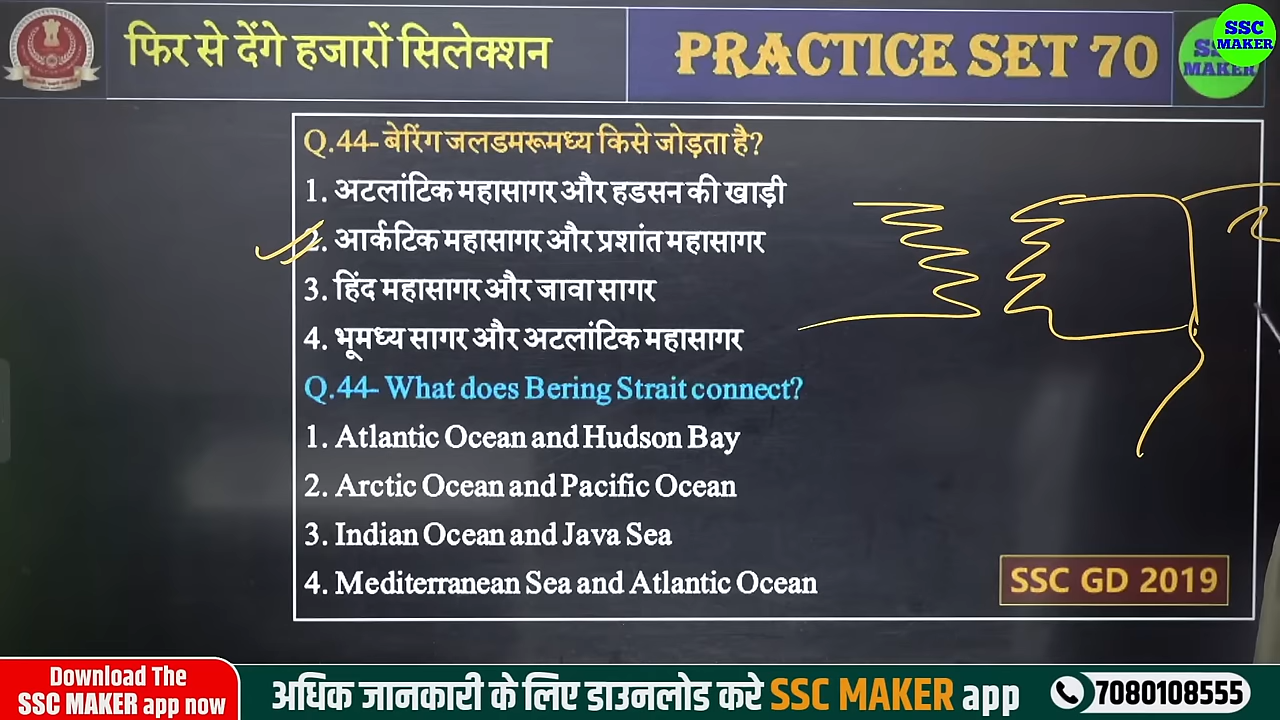 फिर से देंगे हजारों सिलेक्शन
PRACTICE SET 70
SSC
MAKER
Q.44- बेरिंग जलडमरूमध्य किसे जोड़ता है?
1. अटलांटिक महासागर और हडसन की खाड़ी
2. आर्कटिक महासागर और प्रशांत महासागर
3. हिंद महासागर और जावा सागर
4. भूमध्य सागर और अटलांटिक महासागर
Q.44- What does Bering Strait connect?
1. Atlantic Ocean and Hudson Bay
2. Arctic Ocean and Pacific Ocean
3. Indian Ocean and Java Sea
4. Mediterranean Sea and Atlantic Ocean
SSC GD 2019
Download The
SSC MAKER app now
अधिक जानकारी के लिए डाउनलोड करे SSC MAKER app
7080108555